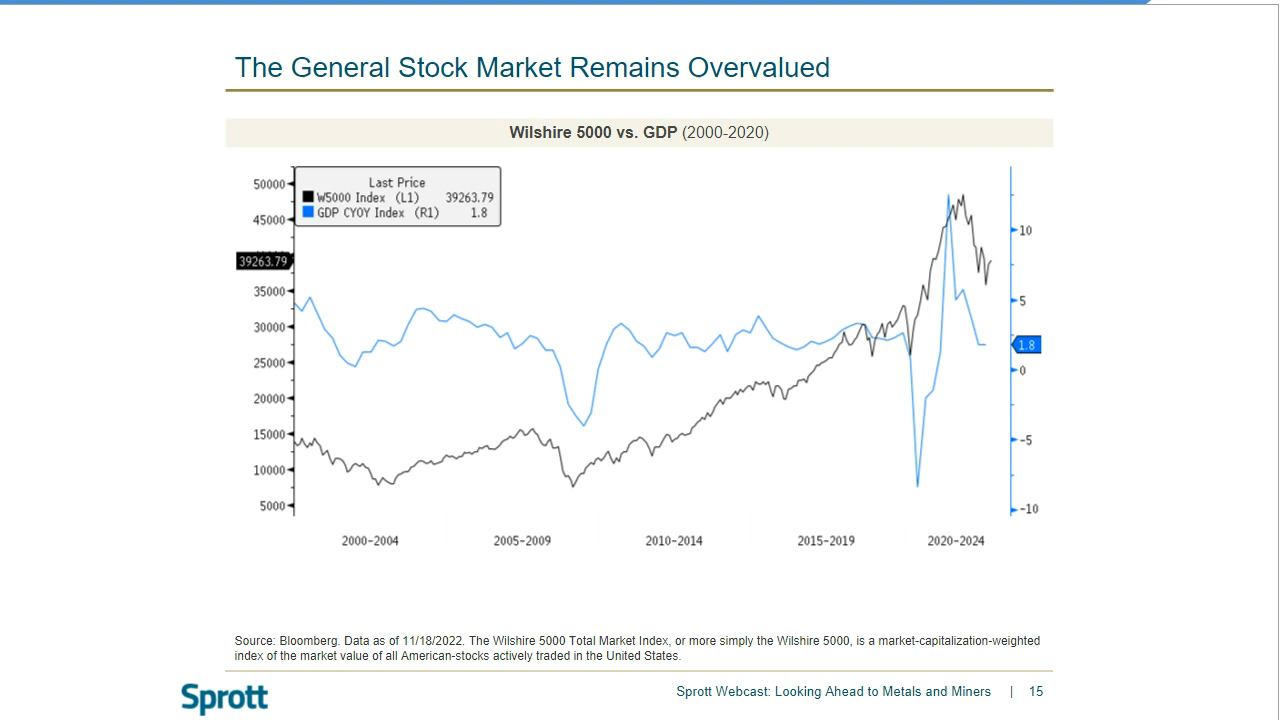 The General Stock Market Remains Overvalued
Wilshire 5000 vs. GDP (2000-2020)
Last Price
W5000 Index (L1) 39263.79
GDP CYOY Index (R1) 1.8
50000
45000
39263.79
35000
30000
25000
20000
15000
10000
5000
10
5
1.8
0
-5
-10
2000-2004 2005-2009 2010-2014 2015-2019 2020-2024
Source: Bloomberg. Data as of 11/18/2022. The Wilshire 5000 Total Market Index, or more simply the Wilshire 5000, is a market-capitalization-weighted
index of the market value of all American-stocks actively traded in the United States.
Sprott
Sprott Webcast: Looking Ahead to Metals and Miners | 15